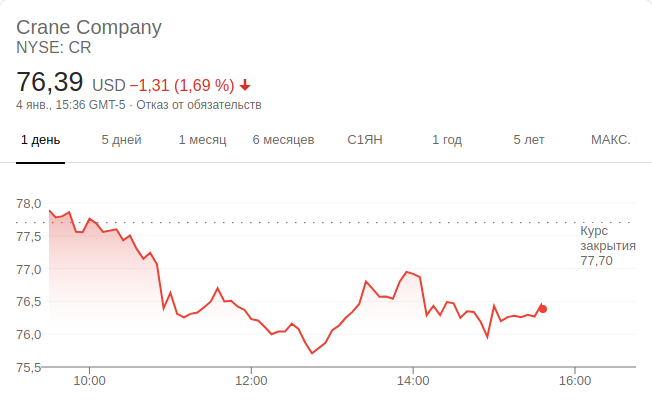 Crane Company
NYSE: CR
76,39 USD −1,31 (1,69 %)
4 янв., 15:36 GMT-5 · Отказ от обязательств
1 день 5 дней 1 месяц 6 месяцев С1ЯН 1 год 5 лет МАКС.
78,0
77,5
77,0
76,5
76,0
75,5
Курс
закрытия
77,70
10:00 12:00 14:00 16:00